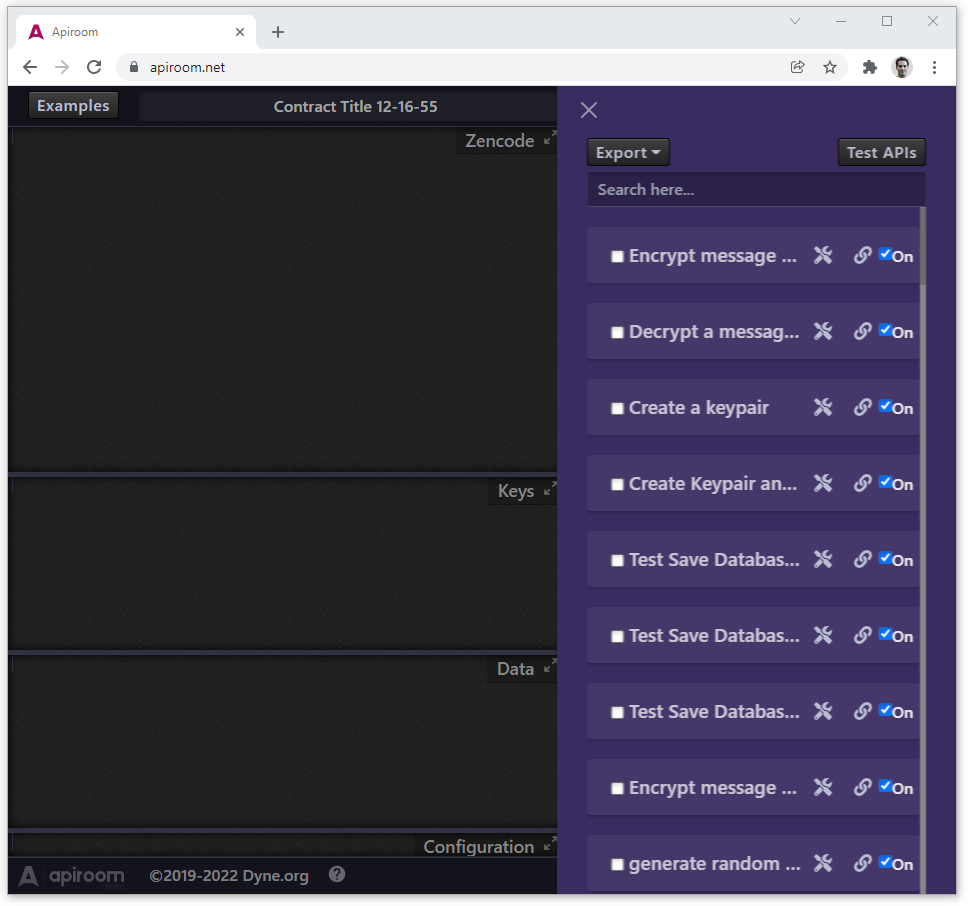 Apiroom
apiroom.net
Examples
Contract Title 12-16-55
Zencode
Keys
Data
Configuration
Export
Test APIs
Search here...
Encrypt message ... On
Decrypt a messag... On
Create a keypair On
Create Keypair an... On
Test Save Databas... On
Test Save Databas... On
Test Save Databas... On
Encrypt message ... On
generate random ... On
apiroom
beta
©2019-2022 Dyne.org